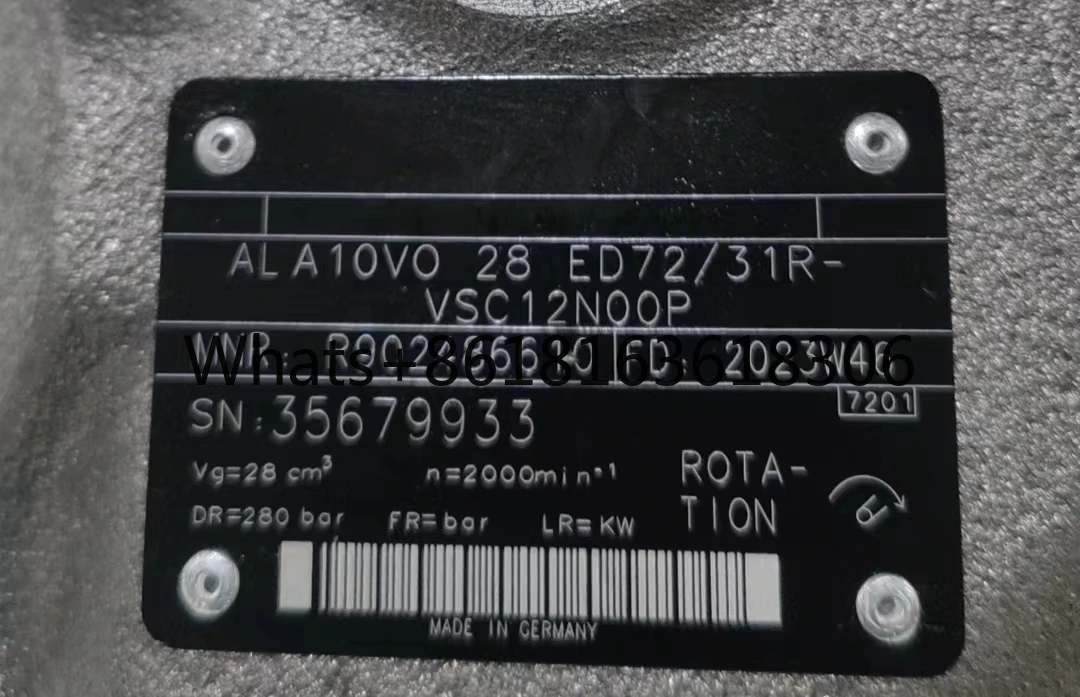 AL A10VO 28 ED72/31R-
VSC12N00P
MNR:
Whats+8618163618306
7201
SN:35679933
Vg=28 cm³ n=2000min-1
DR=280 bar FR=bar LR=KW
ROTA-
TION
MADE IN GERMANY